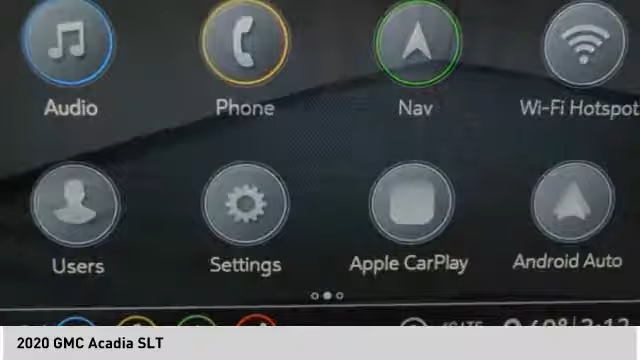 Audio Phone Nav Wi-Fi Hotspot
Users Settings Apple CarPlay Android Auto
2020 GMC Acadia SLT